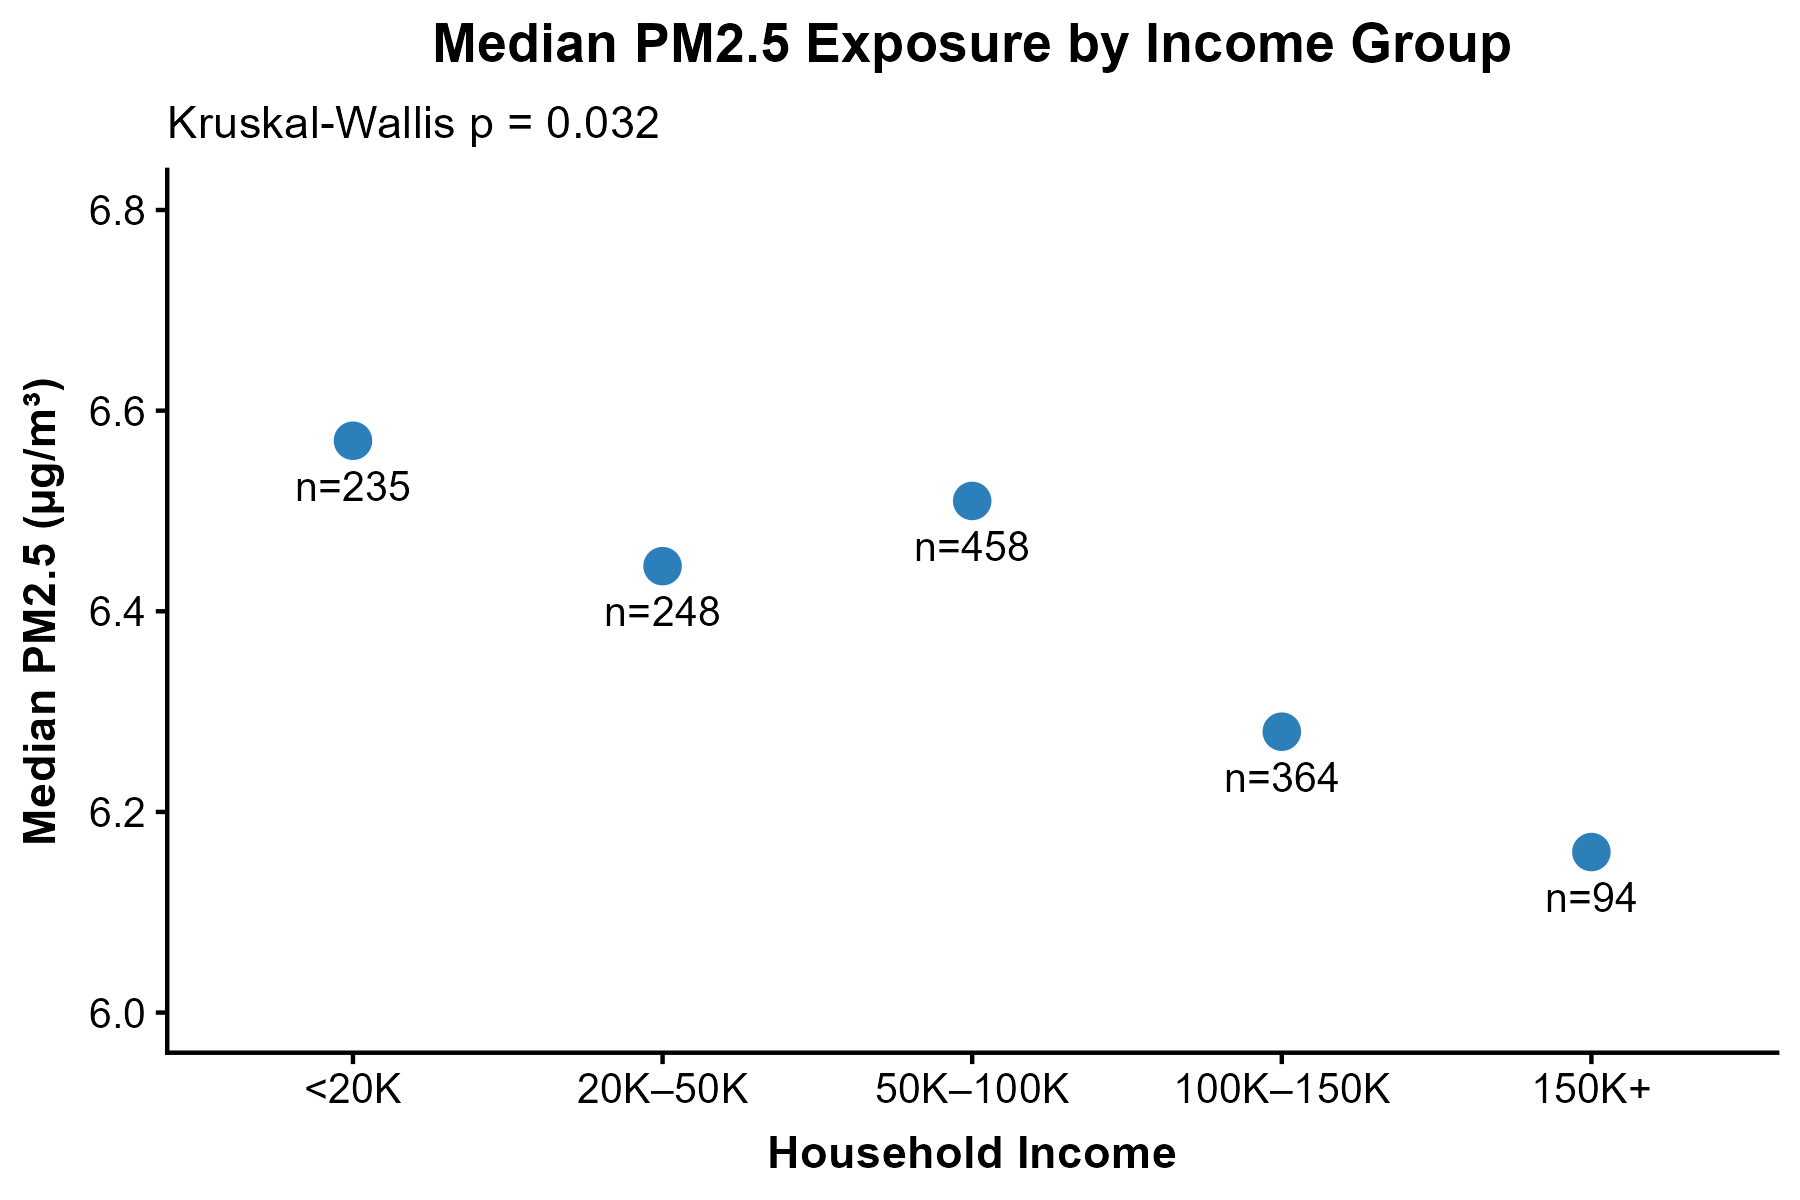 Median PM2.5 Exposure by Income Group
Kruskal-Wallis p = 0.032
Median PM2.5 (µg/m³)
6.8
6.6
6.4
6.2
6.0
n=235
n=248
n=458
n=364
n=94
<20K
20K–50K
50K–100K
100K–150K
150K+
Household Income